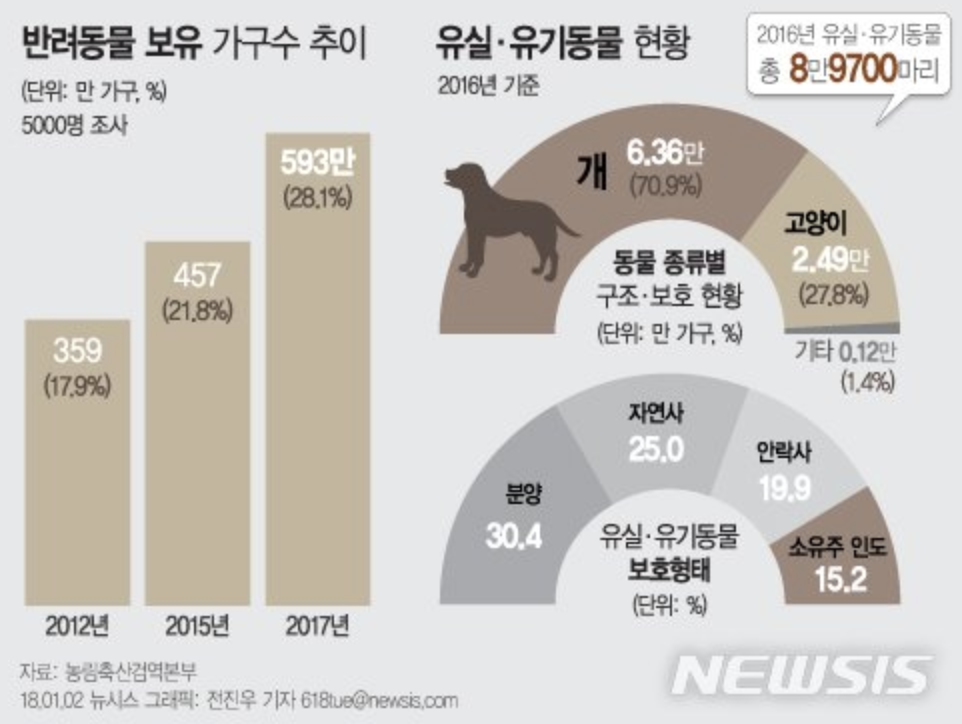 반려동물 보유 가구수 추이
(단위: 만 가구, %)
5000명 조사
359
(17.9%)
457
(21.8%)
593만
(28.1%)
2012년
2015년
2017년
유실·유기동물 현황
2016년 기준
2016년 유실·유기동물
총 8만9700마리
개
6.36만
(70.9%)
고양이
2.49만
(27.8%)
기타 0.12만
(1.4%)
동물 종류별
구조·보호 현황
(단위: 만 가구, %)
분양
30.4
자연사
25.0
안락사
19.9
소유주 인도
15.2
유실·유기동물
보호형태
(단위: %)
자료: 농림축산검역본부
18.01.02 뉴시스 그래픽: 전진우 기자 618tue@newsis.com
NEWSIS